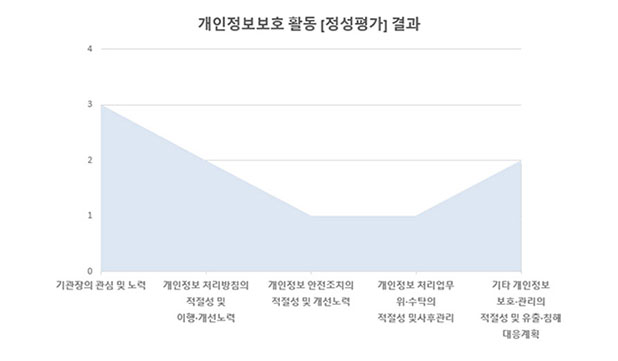 개인정보보호 활동 [정성평가] 결과
4
3
2
1
0
기관장의 관심 및 노력
개인정보 처리방침의
적절성 및
이행·개선노력
개인정보 안전조치의
적절성 및 개선노력
개인정보 처리업무
위·수탁의
적절성 및사후관리
기타 개인정보
보호·관리의
적절성 및 유출·침해
대응계획